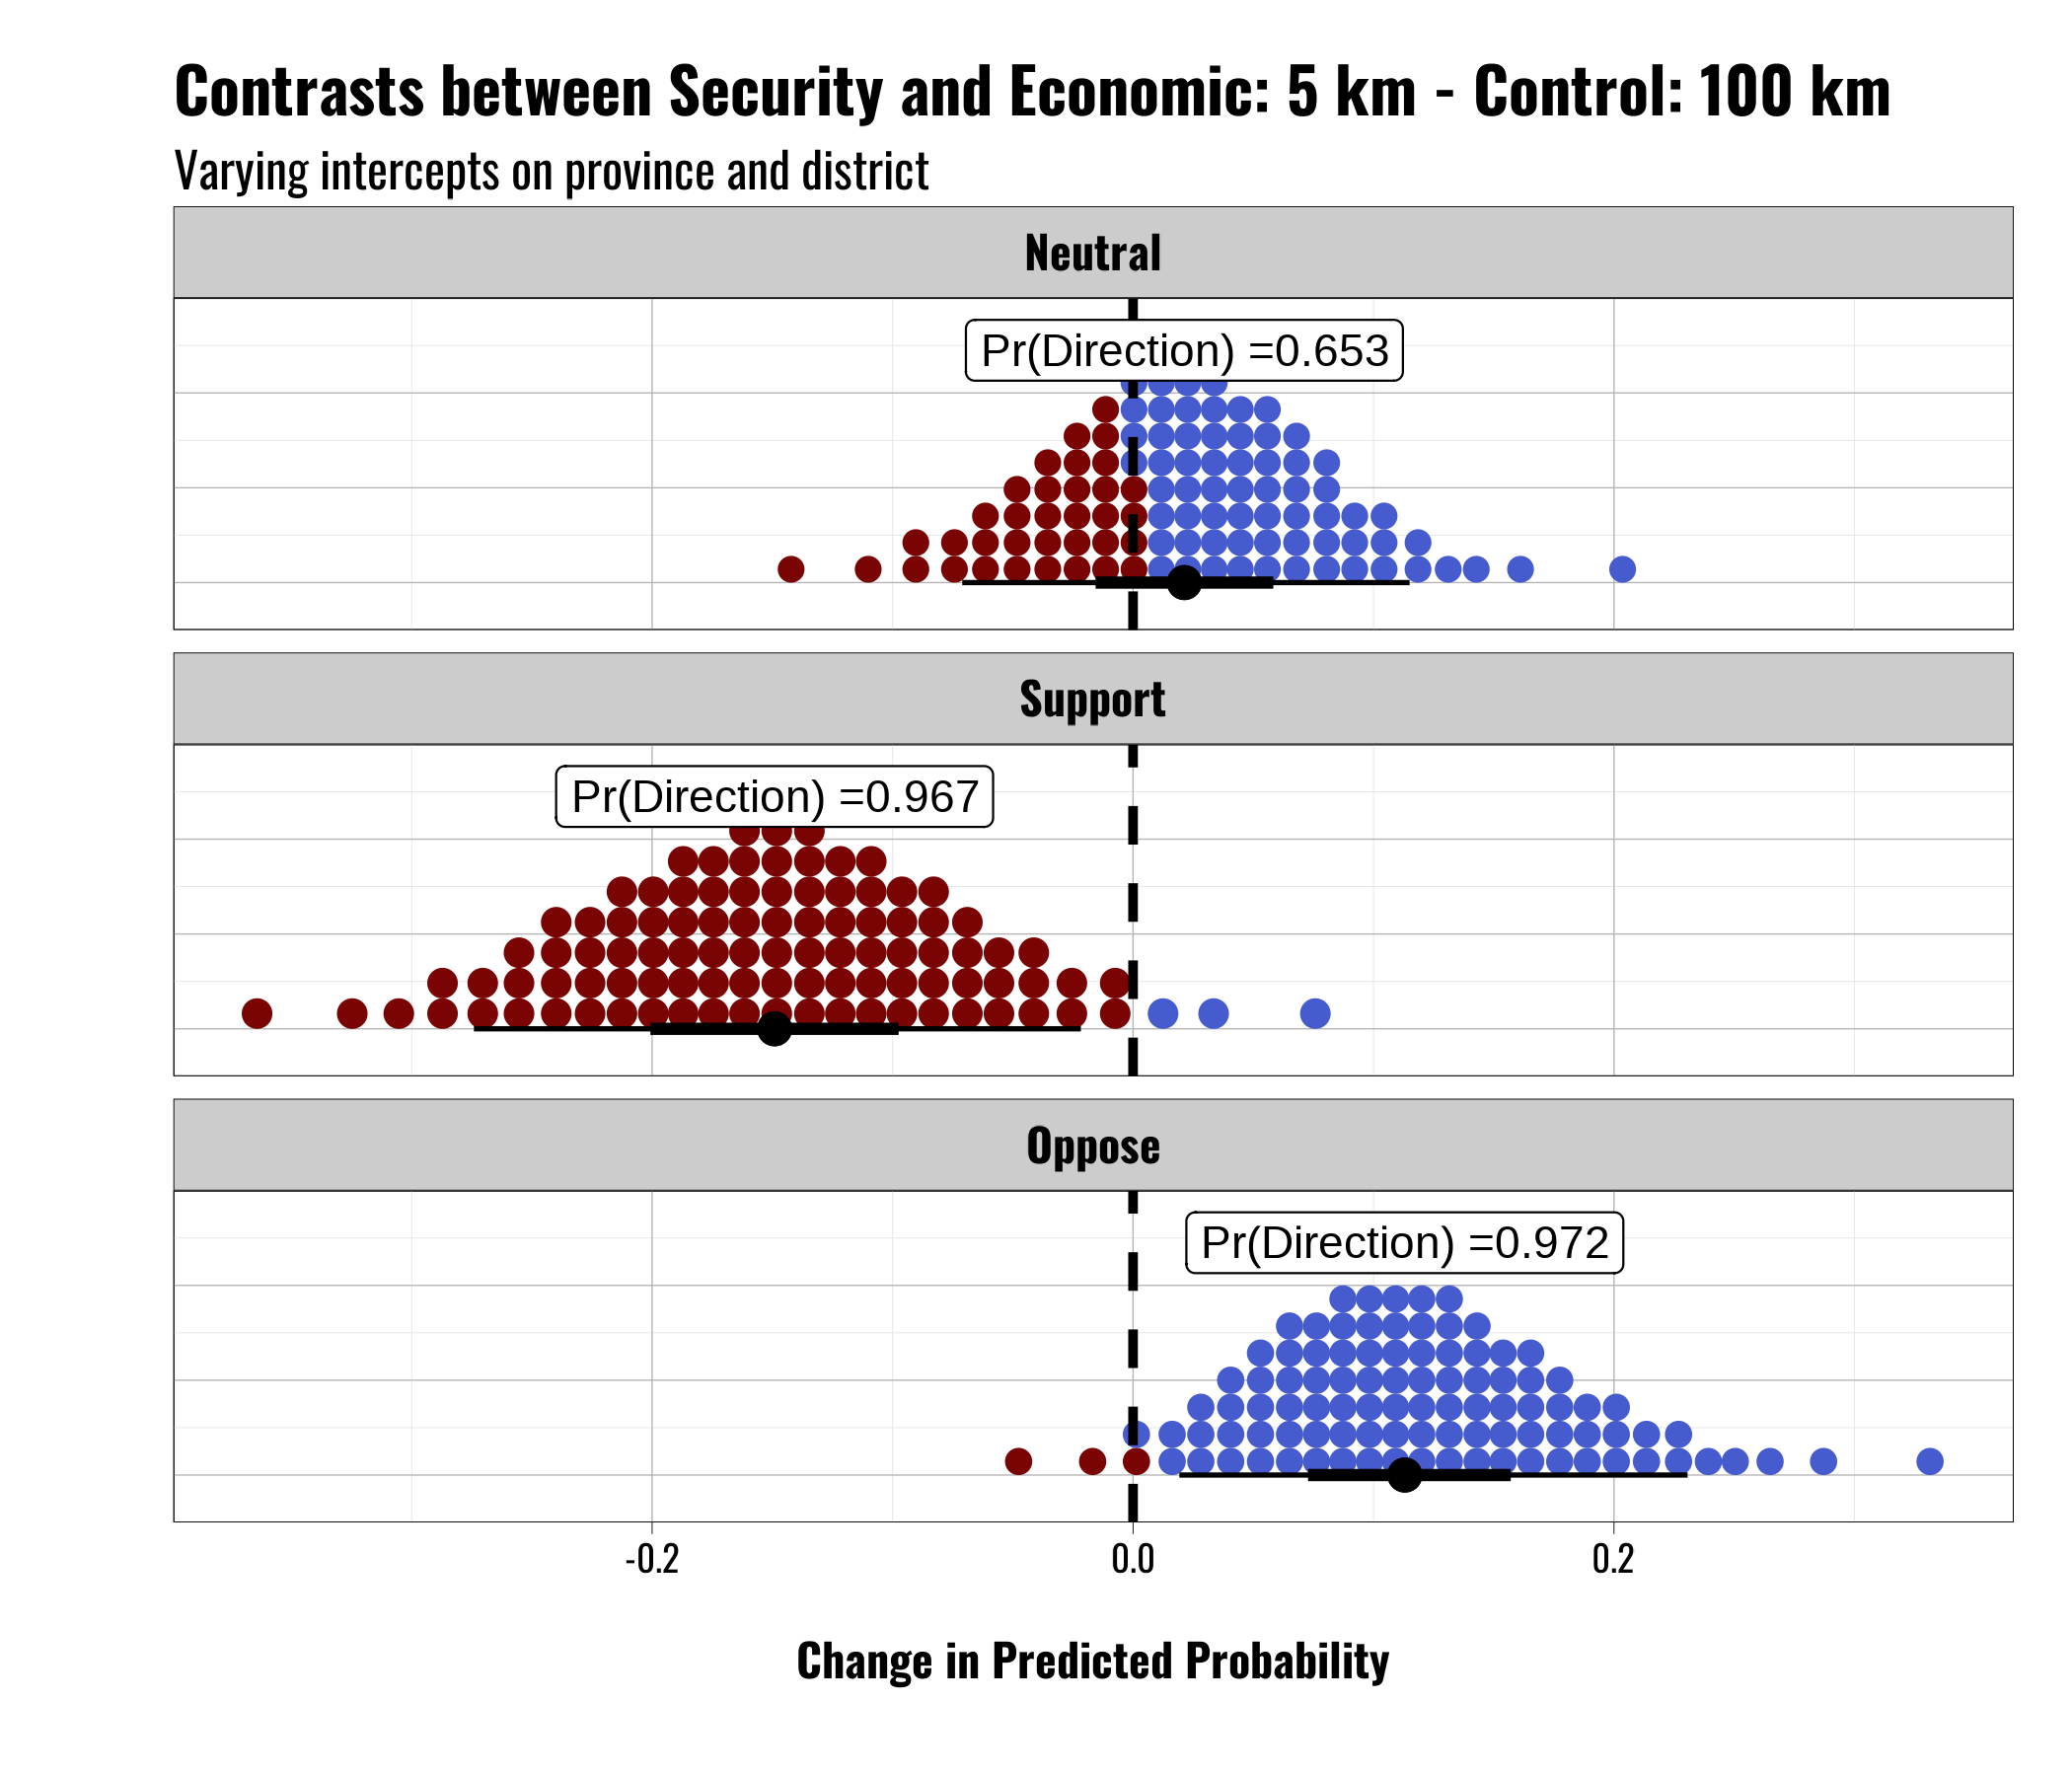 Contrasts between Security and Economic: 5 km - Control: 100 km
Varying intercepts on province and district
Neutral
Pr(Direction) =0.653
Support
Pr(Direction) =0.967
Oppose
Pr(Direction) =0.972
-0.2 0.0 0.2
Change in Predicted Probability